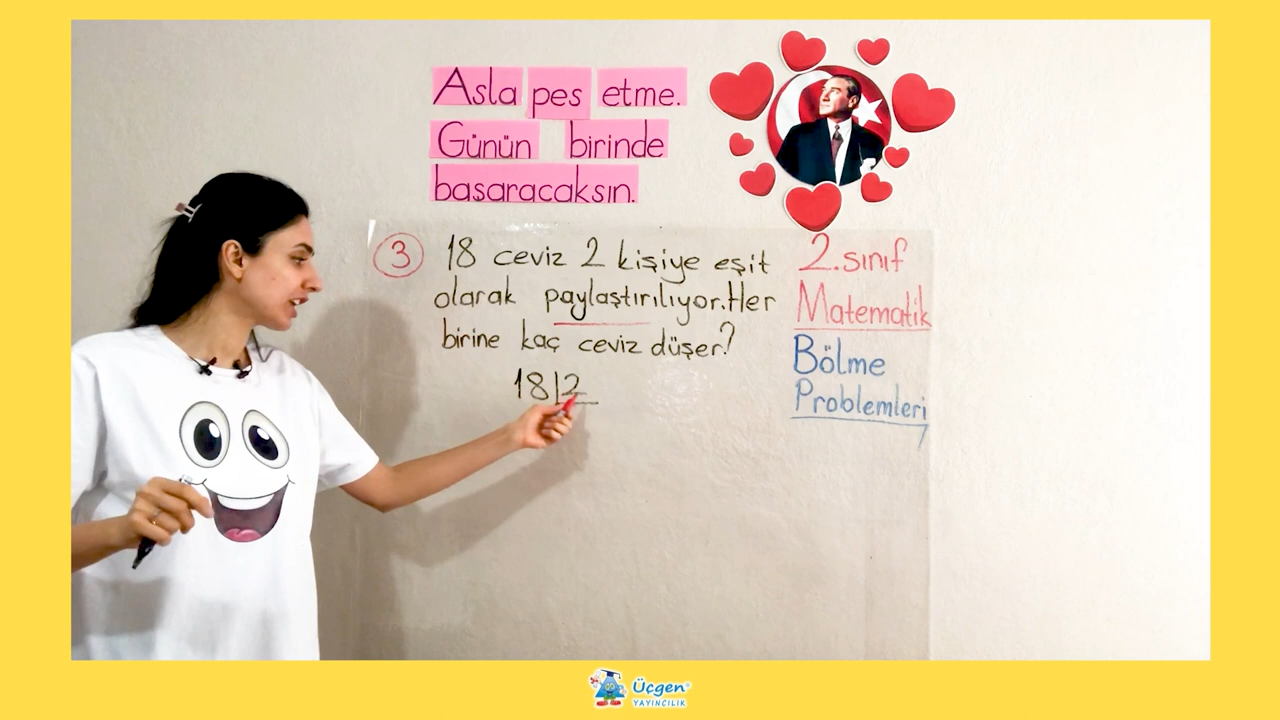 Asla pes etme.
Günün birinde
başaracaksın.
3 18 ceviz 2 kişiye eşit
olarak paylaştırılıyor. Her
birine kaç ceviz düşer?
18 2
2. sınıf
Matematik
Bölme
Problemleri
Üçgen
YAYINCILIK